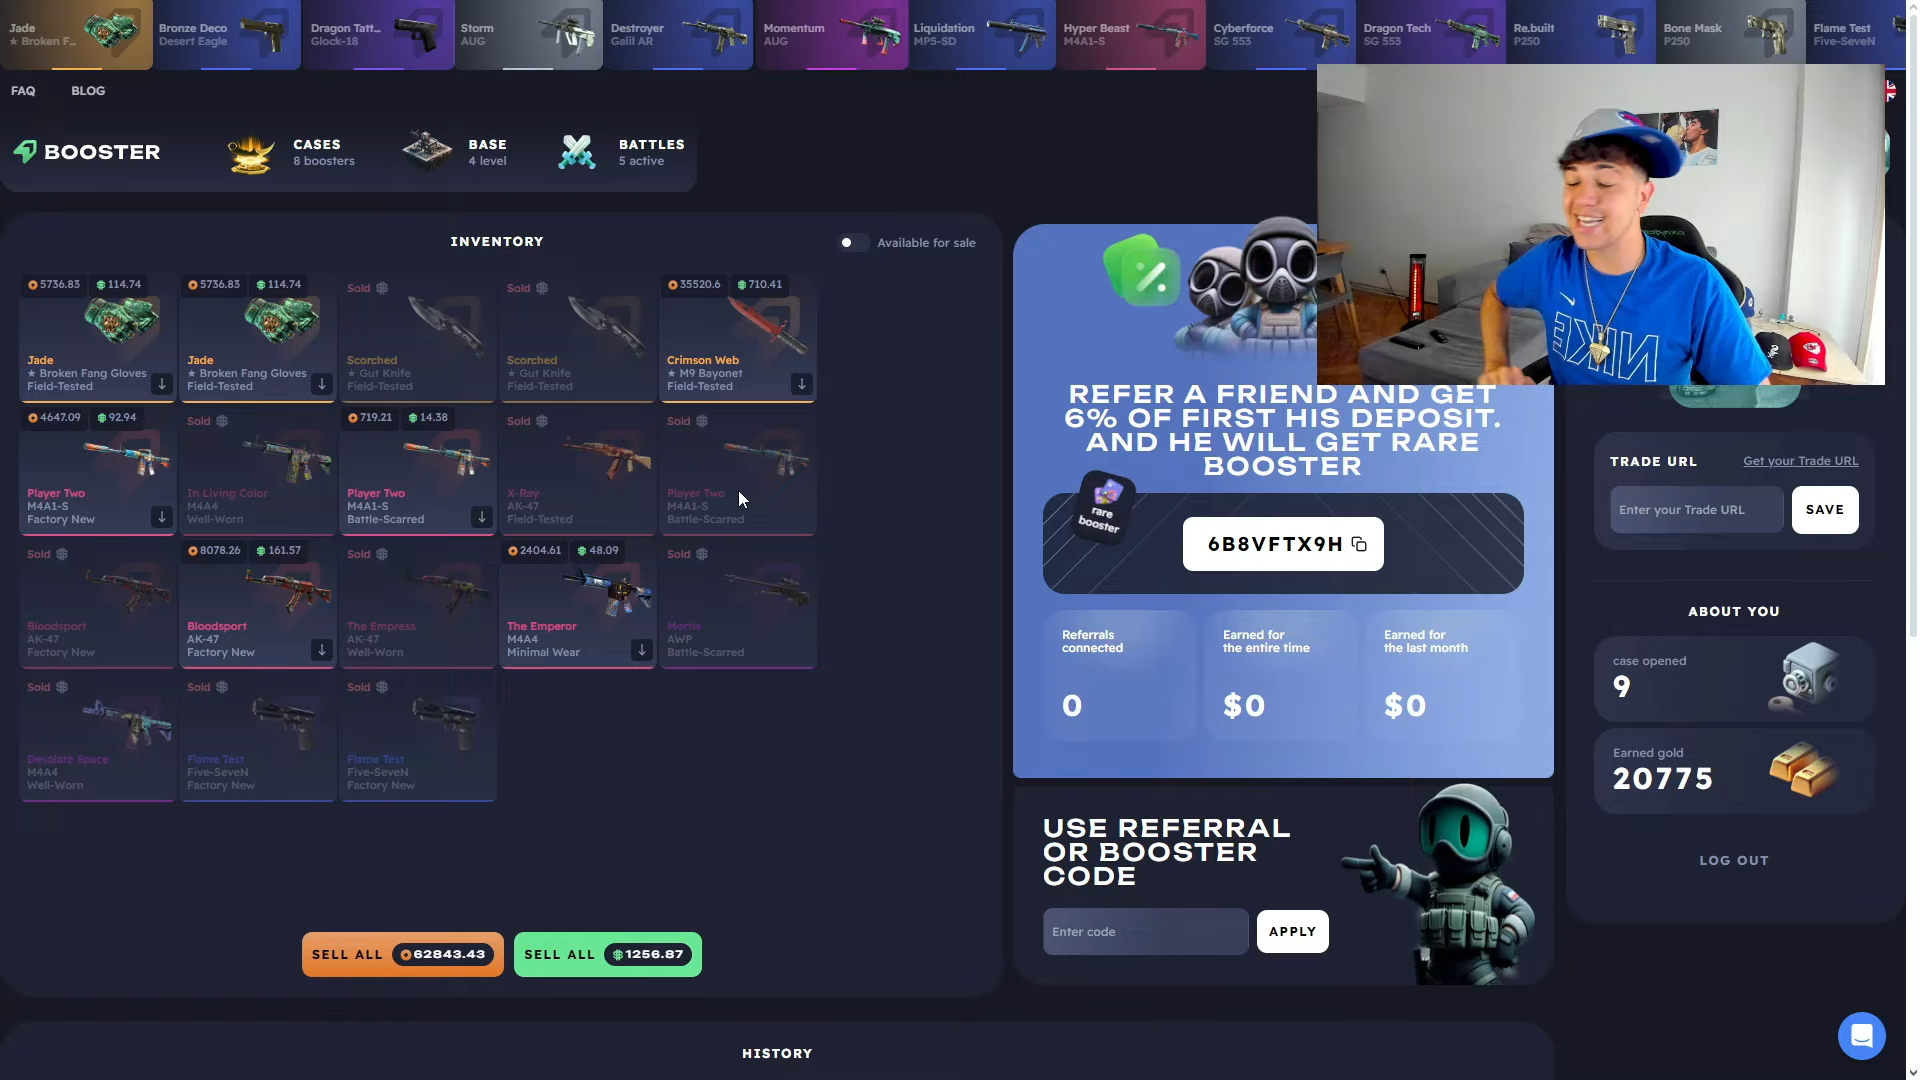 Jade
★ Broken F...
Bronze Deco
Desert Eagle
Dragon Tatt...
Glock-18
Storm
AUG
Destroyer
Galil AR
Momentum
AUG
Liquidation
MP5-SD
Hyper Beast
M4A1-S
Cyberforce
SG 553
Dragon Tech
SG 553
Re.built
P250
Bone Mask
P250
Flame Test
Five-SeveN
FAQ
BLOG
BOOSTER
CASES
8 boosters
BASE
4 level
BATTLES
5 active
INVENTORY
Available for sale
5736.83 114.74
Jade
★ Broken Fang Gloves
Field-Tested
5736.83 114.74
Jade
★ Broken Fang Gloves
Field-Tested
Sold
Scorched
★ Gut Knife
Field-Tested
Sold
Scorched
★ Gut Knife
Field-Tested
35520.6 710.41
Crimson Web
★ M9 Bayonet
Field-Tested
4647.09 92.94
Player Two
M4A1-S
Factory New
Sold
In Living Color
M4A4
Well-Worn
719.21 14.38
Player Two
M4A1-S
Battle-Scarred
Sold
X-Ray
AK-47
Field-Tested
Sold
Player Two
M4A1-S
Battle-Scarred
Sold
Bloodsport
AK-47
Factory New
8078.26 161.57
Bloodsport
AK-47
Factory New
Sold
The Empress
AK-47
Well-Worn
2404.61 48.09
The Emperor
M4A4
Minimal Wear
Sold
Mortis
AWP
Battle-Scarred
Sold
Desolate Space
M4A4
Well-Worn
Sold
Flame Test
Five-SeveN
Factory New
Sold
Flame Test
Five-SeveN
Factory New
SELL ALL 62843.43
SELL ALL 1256.87
HISTORY
REFER A FRIEND AND GET
6% OF FIRST HIS DEPOSIT.
AND HE WILL GET RARE
BOOSTER
rare
booster
6B8VFTX9H
Referrals
connected
0
Earned for
the entire time
$0
Earned for
the last month
$0
USE REFERRAL
OR BOOSTER
CODE
Enter code
APPLY
NIKE
TRADE URL
Get your Trade URL
Enter your Trade URL
SAVE
ABOUT YOU
case opened
9
Earned gold
20775
LOG OUT